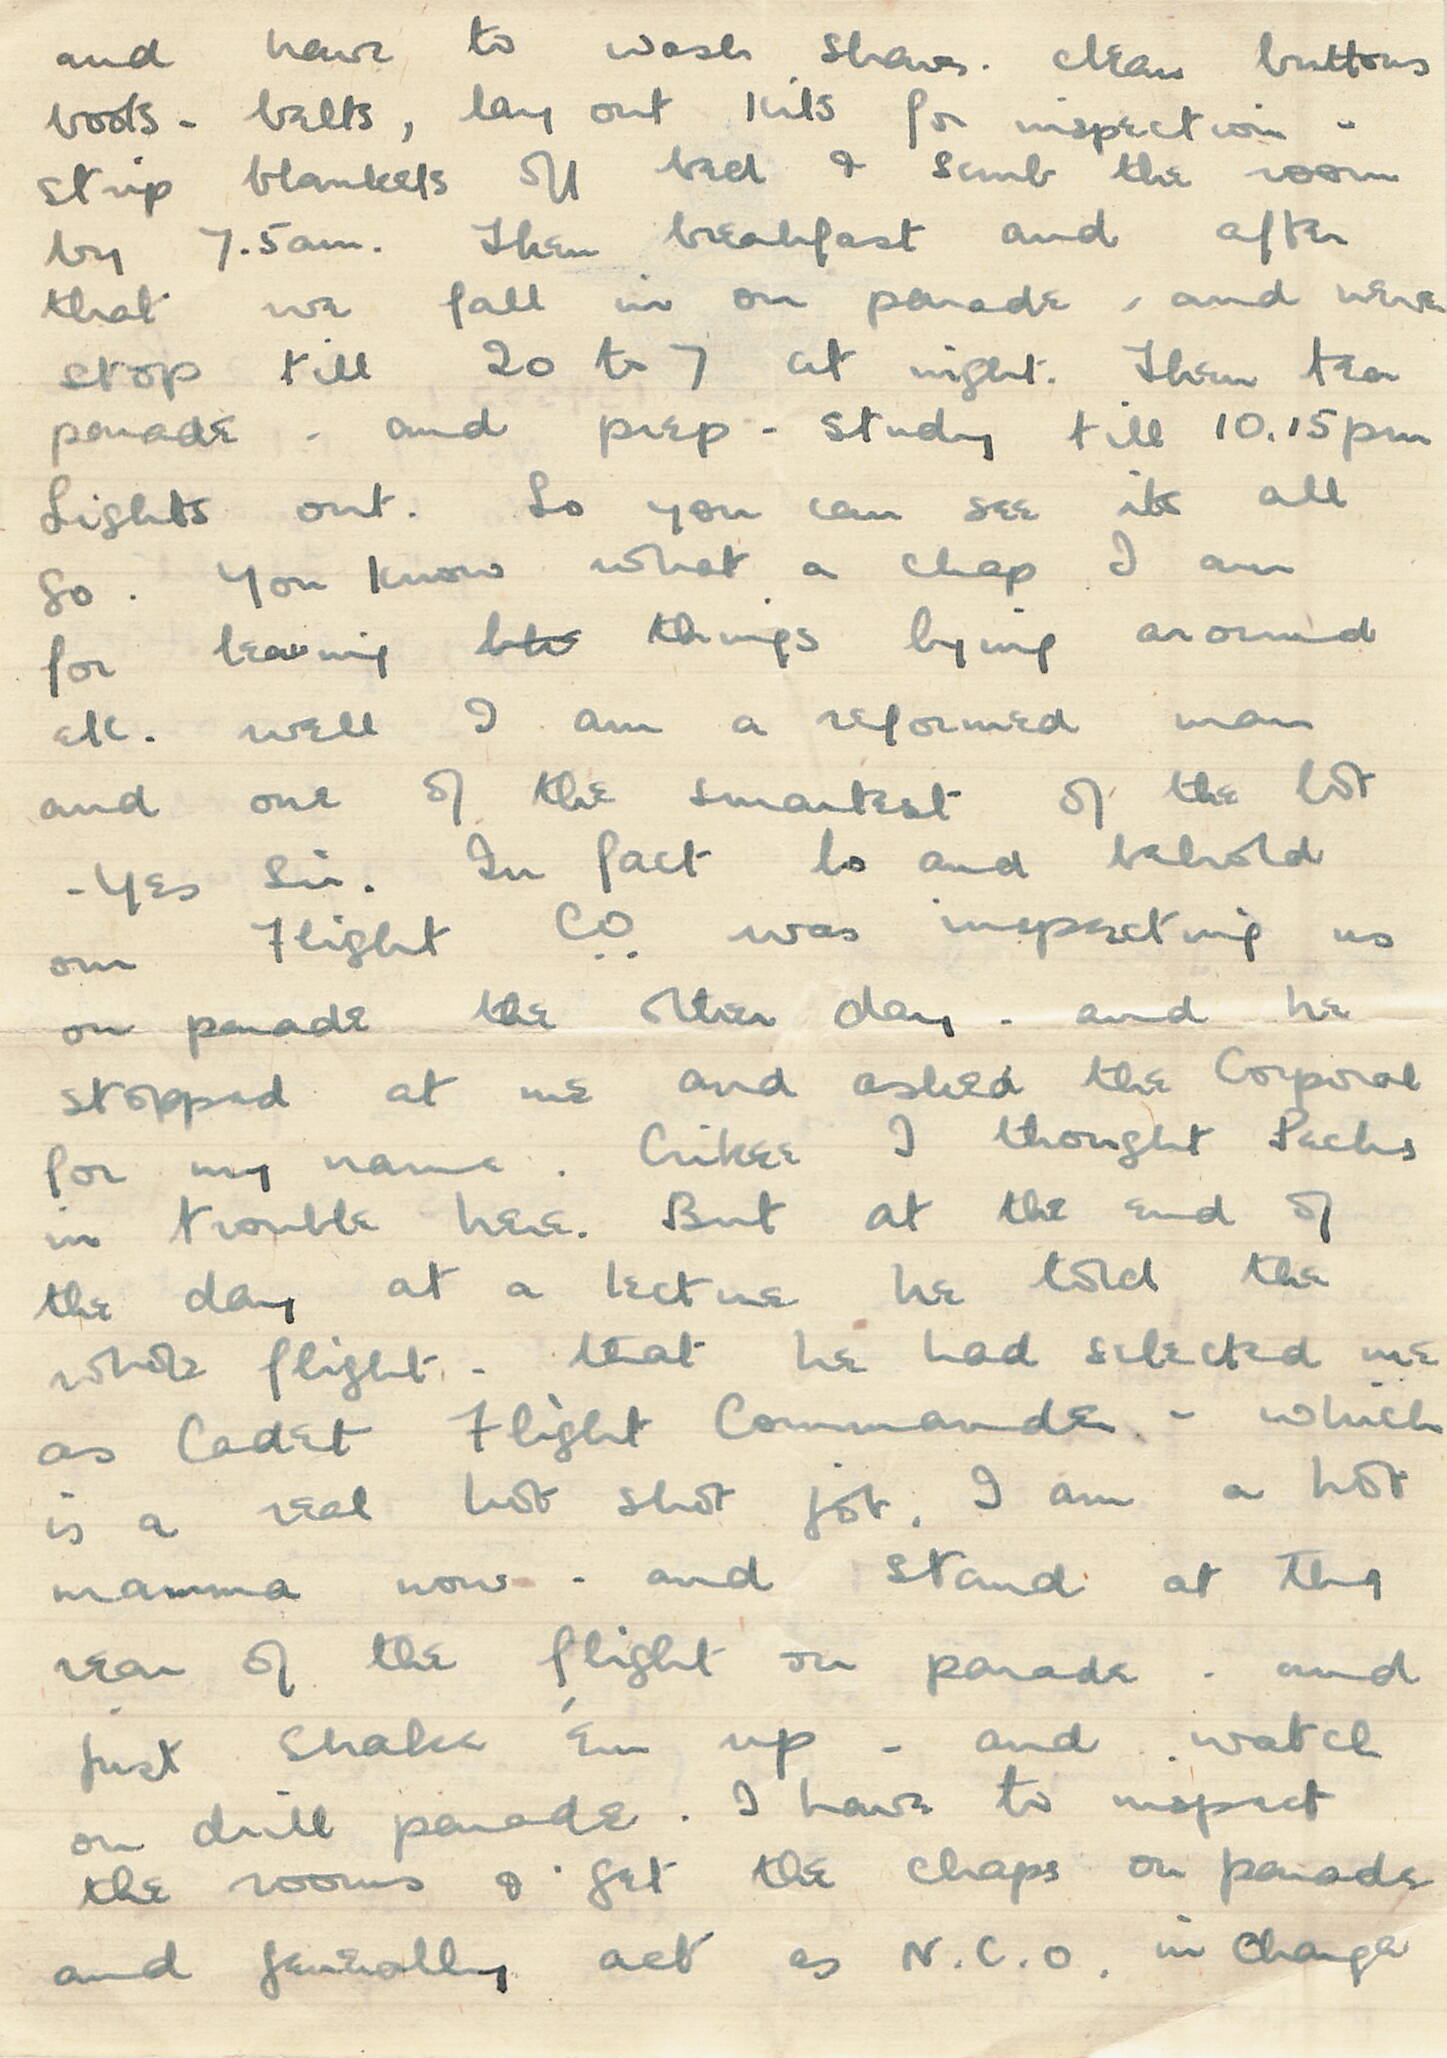 and have to wash shave. clean buttons
boots - belts, lay out kits for inspection -
strip blankets off bed & scrub the room
by 7.5am. Then breakfast and after
that we fall in on parade, and were
stop till 20 to 7 at night. Then tea
parade - and prep - study till 10.15pm
Lights out. So you can see its all
go. You know what a chap I am
for leaving things lying around
etc. well I am a reformed man
and one of the smartest of the lot
- Yes Sir. In fact lo and behold
our Flight C.O. was inspecting us
on parade the other day - and he
stopped at me and asked the Corporal
for my name. Crikee I thought Pecks
in trouble here. But at the end of
the day at a lecture he told the
whole flight - that he had selected me
as Cadet Flight Commander - which
is a real hot shot job. I am a hot
mamma now - and stand at the
rear of the flight on parade - and
just shake 'em up - and watch
on drill parade. I have to inspect
the rooms & get the chaps on parade
and generally act as N.C.O. in charge